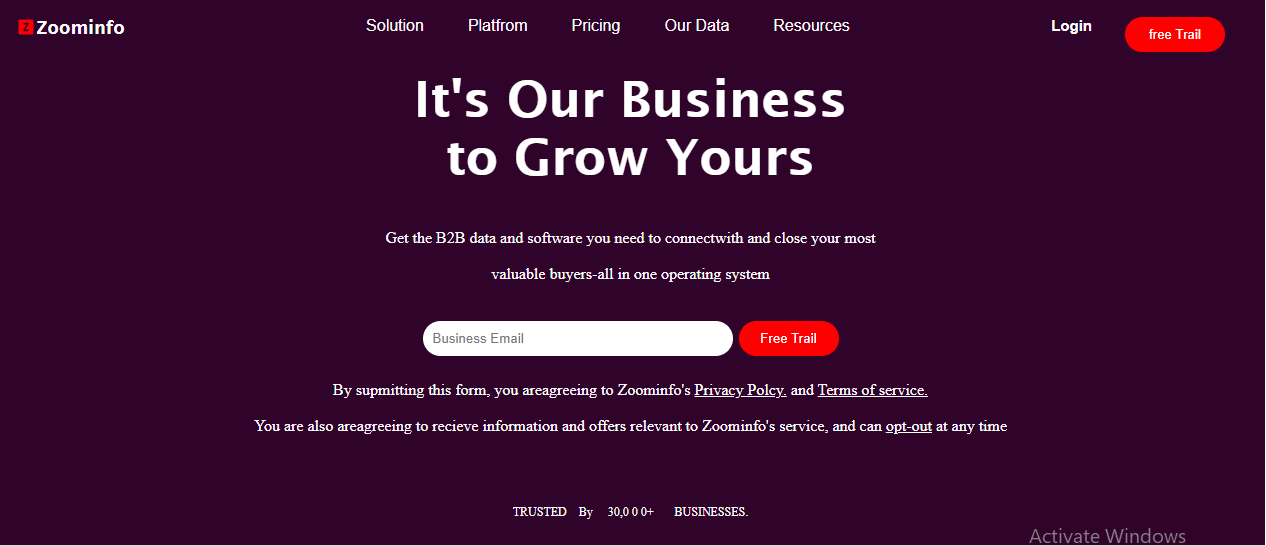 Z Zoominfo
Solution Platfrom Pricing Our Data Resources
Login free Trail
It's Our Business
to Grow Yours
Get the B2B data and software you need to connectwith and close your most
valuable buyers-all in one operating system
Business Email Free Trail
By supmitting this form, you areagreeing to Zoominfo's Privacy Polcy. and Terms of service.
You are also areagreeing to recieve information and offers relevant to Zoominfo's service, and can opt-out at any time
TRUSTED By 30,0 0 0+ BUSINESSES.
Activate Windows